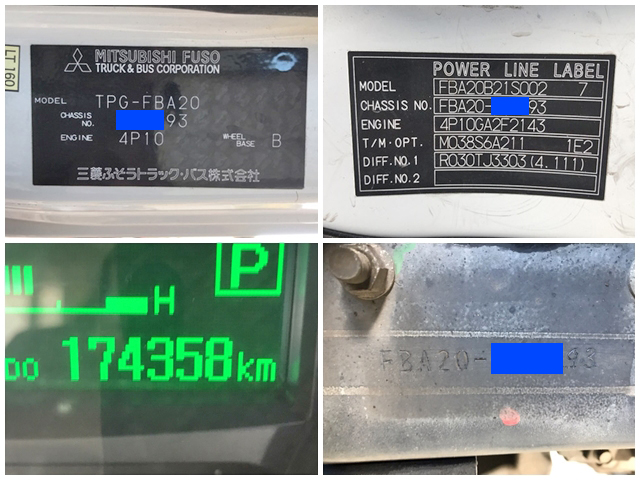 LT160
MITSUBISHI FUSO
TRUCK & BUS CORPORATION
MODEL TPG-FBA20
CHASSIS NO. 93
ENGINE 4P10 WHEEL BASE B
三菱ふそうトラック・バス株式会社
POWER LINE LABEL
MODEL FBA20B21S002 7
CHASSIS NO. FBA20- 93
ENGINE 4P10GA2F2143
T/M·OPT. M038S6A211 1E2
DIFF.NO.1 R030TJ3303(4.111)
DIFF.NO.2
P
H
DO 174358km
FBA20- 93